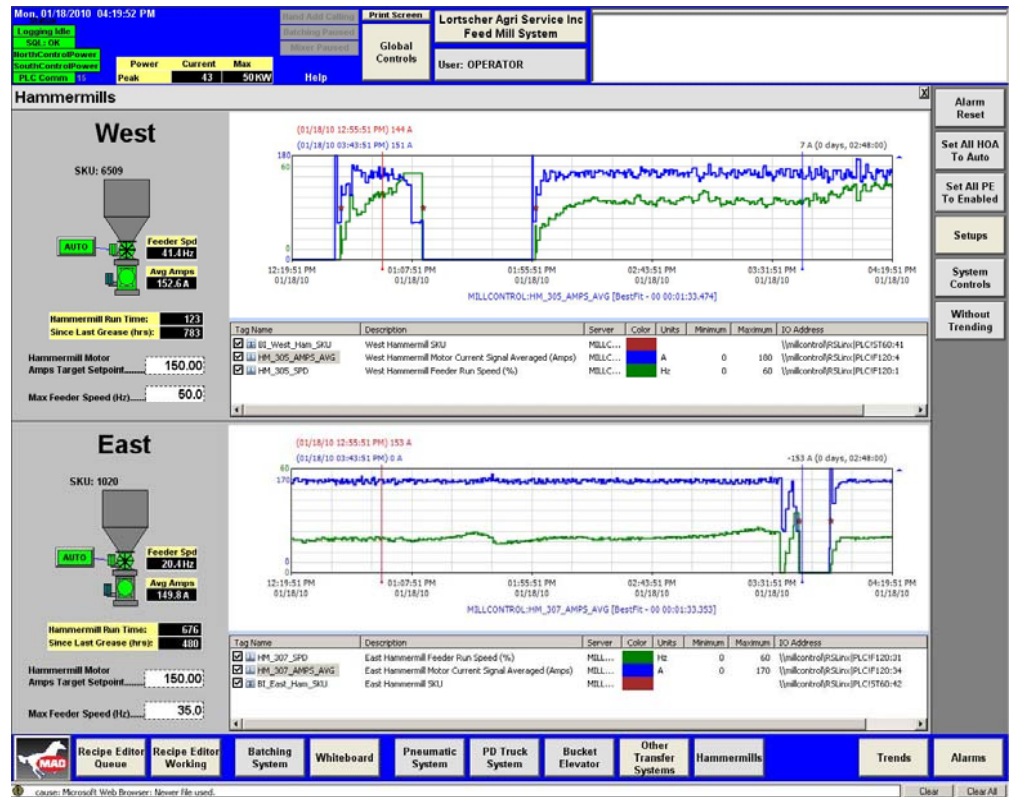 Mon, 01/18/2010 04:19:52 PM
Logging Idle
SQL: OK
NorthControlPower
SouthControlPower
PLC Comm 15
Power Current Max
Peak 43 50 KW
Hand Add Calling
Batching Paused
Mixer Paused
Help
Print Screen
Global
Controls
Lortscher Agri Service Inc
Feed Mill System
User: OPERATOR
Hammermills
X
West
SKU: 6509
AUTO
Feeder Spd
41.4 Hz
Avg Amps
152.6 A
Hammermill Run Time: 123
Since Last Grease (hrs): 783
Hammermill Motor
Amps Target Setpoint...... 150.00
Max Feeder Speed (Hz)...... 50.0
(01/18/10 12:55:51 PM) 144 A
(01/18/10 03:43:51 PM) 151 A
7 A (0 days, 02:48:00)
180
60
0
0
12:19:51 PM 01:07:51 PM 01:55:51 PM 02:43:51 PM 03:31:51 PM 04:19:51 PM
01/18/10 01/18/10 01/18/10 01/18/10 01/18/10 01/18/10
MILLCONTROL:HM_305_AMPS_AVG [BestFit - 00 00:01:33.474]
Tag Name Description Server Color Units Minimum Maximum IO Address
BI_West_Ham_SKU West Hammermill SKU MILLC... \\millcontrol\RSLinx|PLC!ST60:41
HM_305_AMPS_AVG West Hammermill Motor Current Signal Averaged (Amps) MILLC... A 0 180 \\millcontrol\RSLinx|PLC!F120:4
HM_305_SPD West Hammermill Feeder Run Speed (%) MILLC... Hz 0 60 \\millcontrol\RSLinx|PLC!F120:1
East
SKU: 1020
AUTO
Feeder Spd
20.4 Hz
Avg Amps
149.8 A
Hammermill Run Time: 676
Since Last Grease (hrs): 480
Hammermill Motor
Amps Target Setpoint...... 150.00
Max Feeder Speed (Hz)...... 35.0
(01/18/10 12:55:51 PM) 153 A
(01/18/10 03:43:51 PM) 0 A
-153 A (0 days, 02:48:00)
60
170
0
0
12:19:51 PM 01:07:51 PM 01:55:51 PM 02:43:51 PM 03:31:51 PM 04:19:51 PM
01/18/10 01/18/10 01/18/10 01/18/10 01/18/10 01/18/10
MILLCONTROL:HM_307_AMPS_AVG [BestFit - 00 00:01:33.353]
Tag Name Description Server Color Units Minimum Maximum IO Address
HM_307_SPD East Hammermill Feeder Run Speed (%) MILL... Hz 0 60 \\millcontrol\RSLinx|PLC!F120:31
HM_307_AMPS_AVG East Hammermill Motor Current Signal Averaged (Amps) MILL... A 0 170 \\millcontrol\RSLinx|PLC!F120:34
BI_East_Ham_SKU East Hammermill SKU MILL... \\millcontrol\RSLinx|PLC!ST60:42
Alarm
Reset
Set All HOA
To Auto
Set All PE
To Enabled
Setups
System
Controls
Without
Trending
MAD
Recipe Editor
Queue
Recipe Editor
Working
Batching
System
Whiteboard
Pneumatic
System
PD Truck
System
Bucket
Elevator
Other
Transfer
Systems
Hammermills
Trends
Alarms
cause: Microsoft Web Browser: Newer file used.
Clear
Clear All